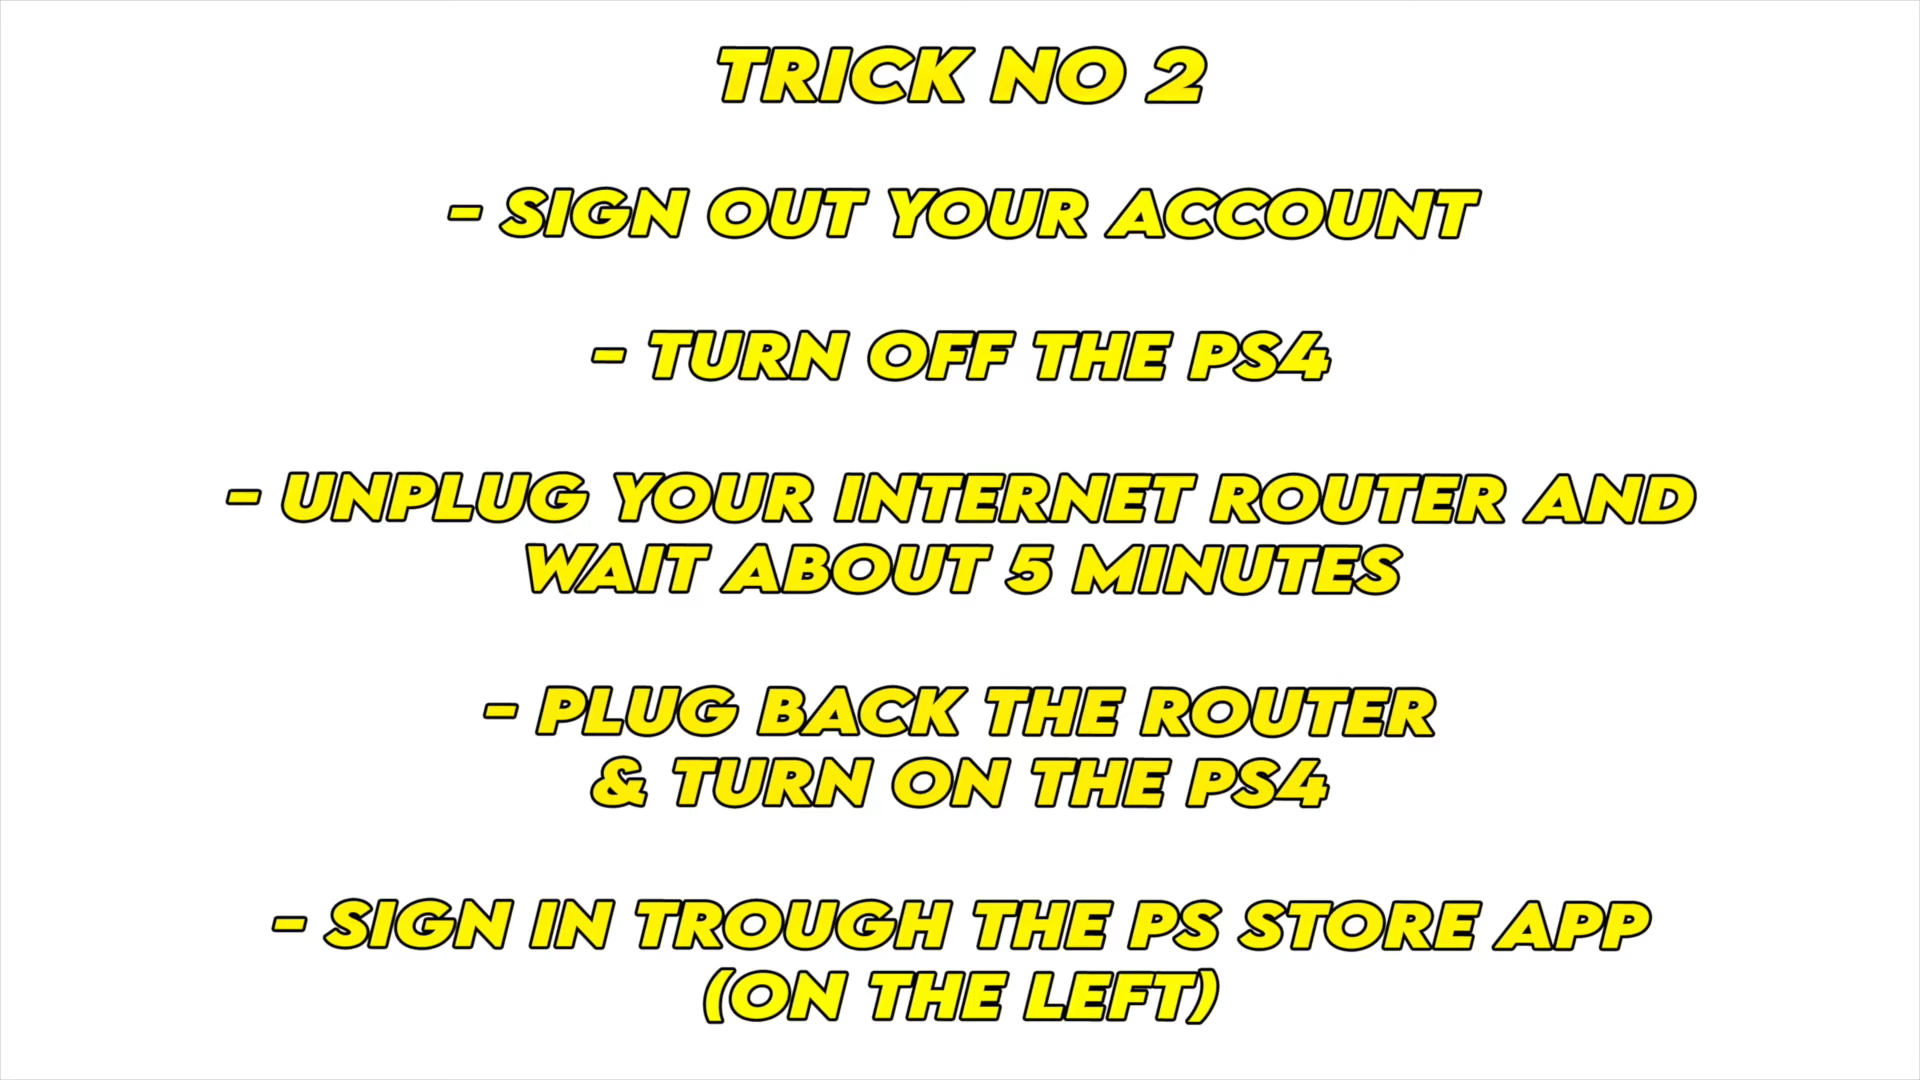 TRICK NO 2
- SIGN OUT YOUR ACCOUNT
- TURN OFF THE PS4
- UNPLUG YOUR INTERNET ROUTER AND
WAIT ABOUT 5 MINUTES
- PLUG BACK THE ROUTER
& TURN ON THE PS4
- SIGN IN TROUGH THE PS STORE APP
(ON THE LEFT)